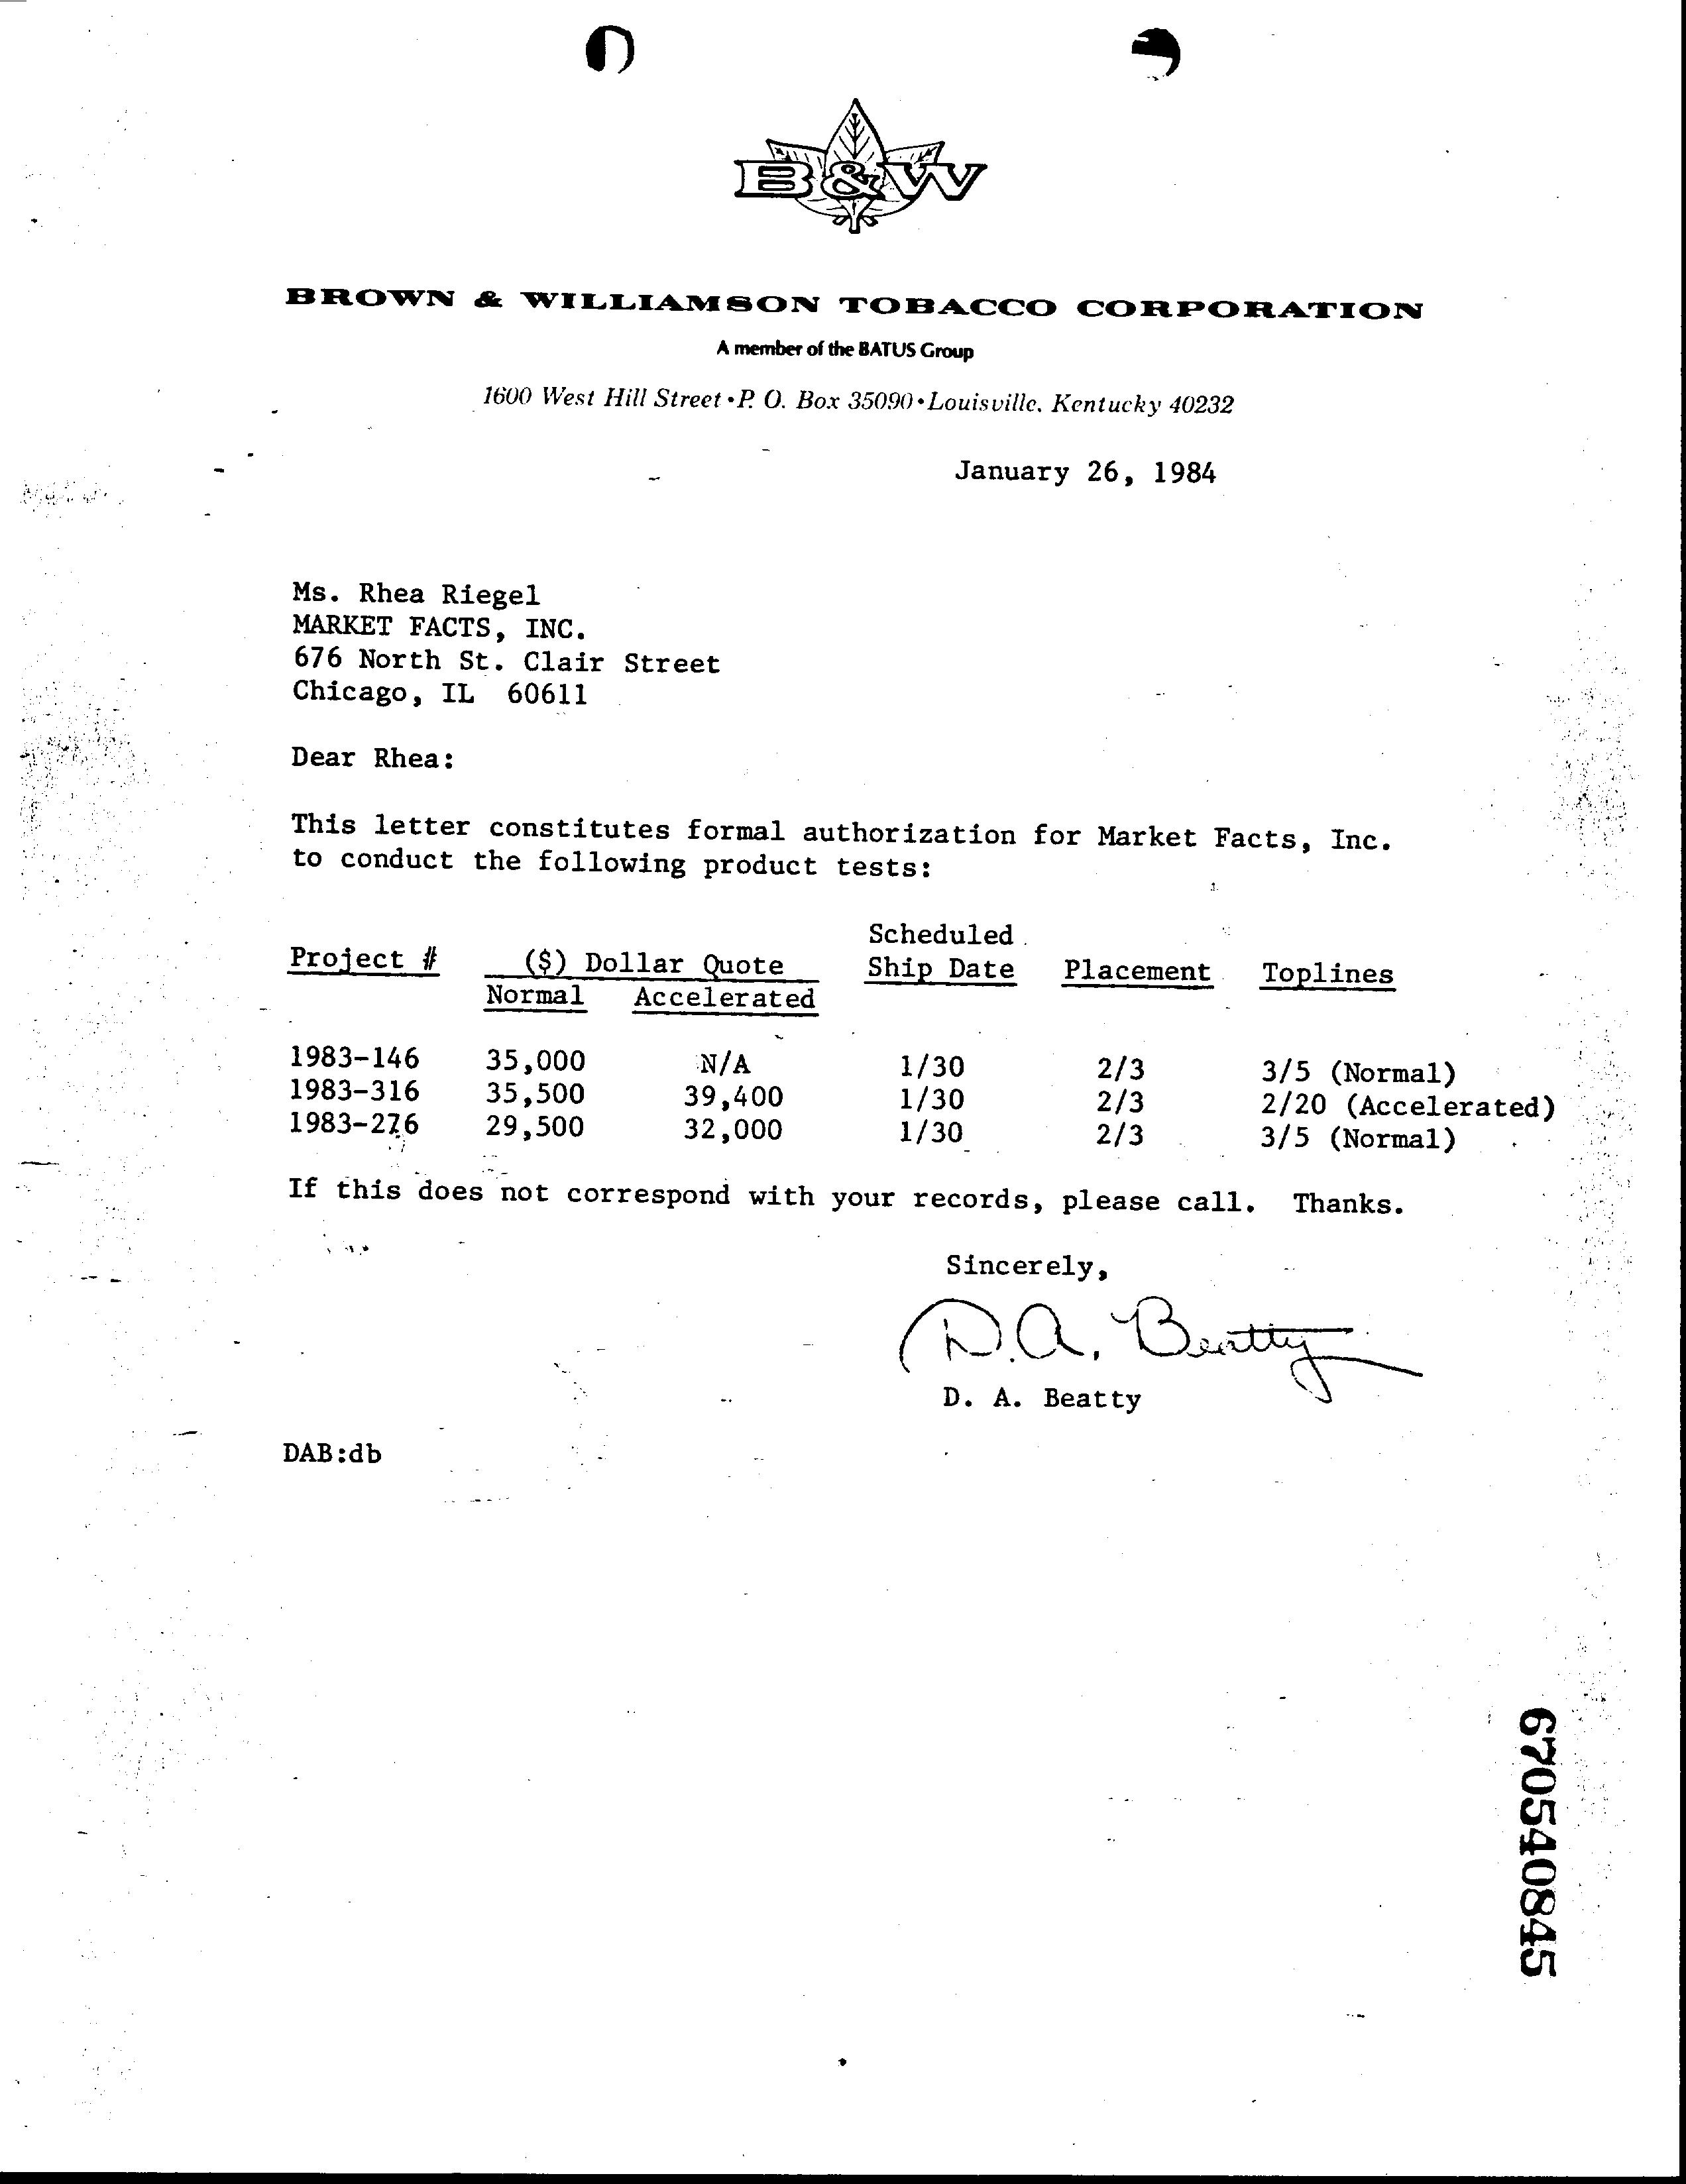 B&W
BROWN & WILLIAMSON TOBACCO CORPORATION
A member of the BATUS Group
1600 West Hill Street • P. O. Box 35090 • Louisville, Kentucky 40232
January 26, 1984
Ms. Rhea Riegel
MARKET FACTS, INC.
676 North St. Clair Street
Chicago, IL 60611
Dear Rhea:
This letter constitutes formal authorization for Market Facts, Inc.
to conduct the following product tests:
Scheduled
Project # ($) Dollar Quote Ship Date Placement Toplines
Normal Accelerated
1983-146 35,000 N/A 1/30 2/3 3/5 (Normal)
1983-316 35,500 39,400 1/30 2/3 2/20 (Accelerated)
1983-276 29,500 32,000 1/30 2/3 3/5 (Normal)
If this does not correspond with your records, please call. Thanks.
Sincerely,
D.A. Beatty
D. A. Beatty
DAB:db
670540845